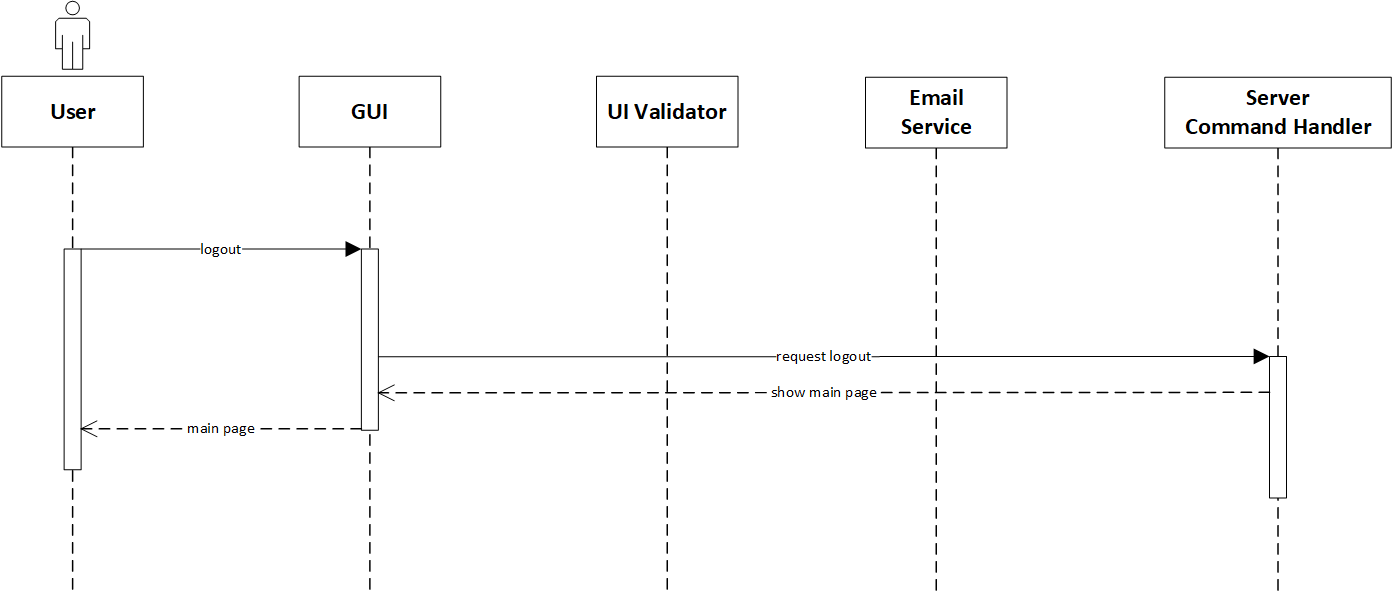 User
GUI
UI Validator
Email
Service
Server
Command Handler
logout
request logout
show main page
main page